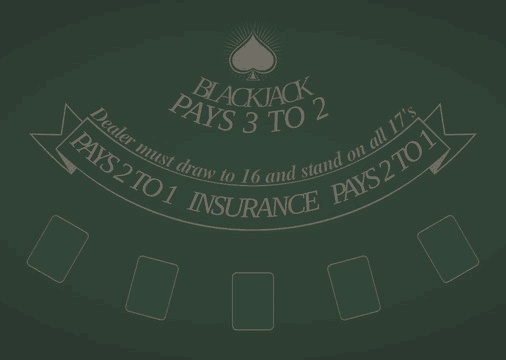 BLACKJACK
PAYS 3 TO 2
Dealer must draw to 16 and stand on all 17's
PAYS 2 TO 1 INSURANCE PAYS 2 TO 1